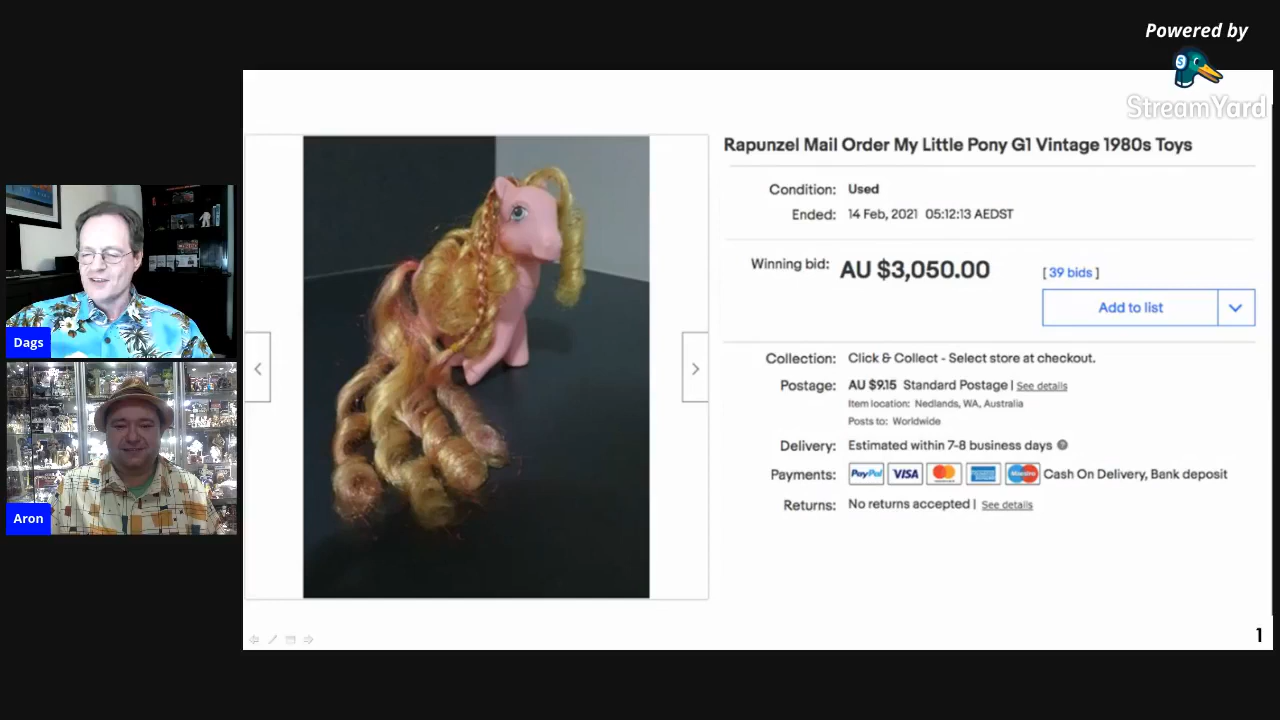 Powered by
StreamYard
Rapunzel Mail Order My Little Pony G1 Vintage 1980s Toys
Condition: Used
Ended: 14 Feb, 2021 05:12:13 AEDST
Winning bid: AU $3,050.00 [ 39 bids ]
Add to list
Collection: Click & Collect - Select store at checkout.
Postage: AU $9.15 Standard Postage | See details
Item location: Nedlands, WA, Australia
Posts to: Worldwide
Delivery: Estimated within 7-8 business days
Payments: PayPal VISA Maestro Cash On Delivery, Bank deposit
Returns: No returns accepted | See details
Dags
Aron
1